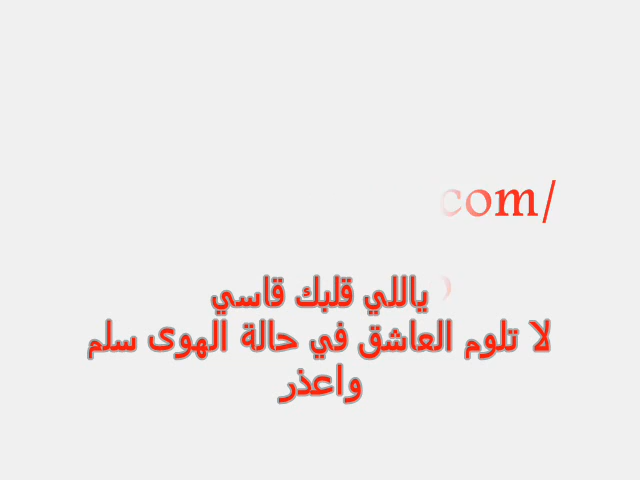 com/
ياللي قلبك قاسي
لا تلوم العاشق في حالة الهوى سلم
واعذر